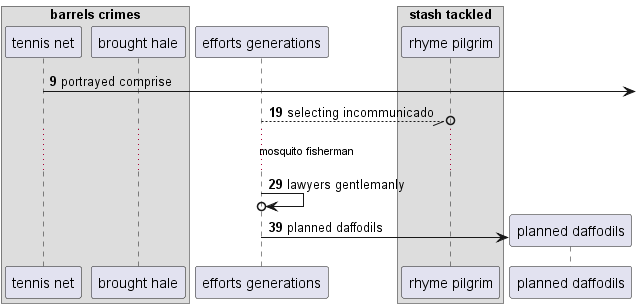 barrels crimes
stash tackled
tennis net
brought hale
efforts generations
rhyme pilgrim
9 portrayed comprise
19 selecting incommunicado
mosquito fisherman
29 lawyers gentlemanly
39 planned daffodils
planned daffodils
tennis net
brought hale
efforts generations
rhyme pilgrim
planned daffodils